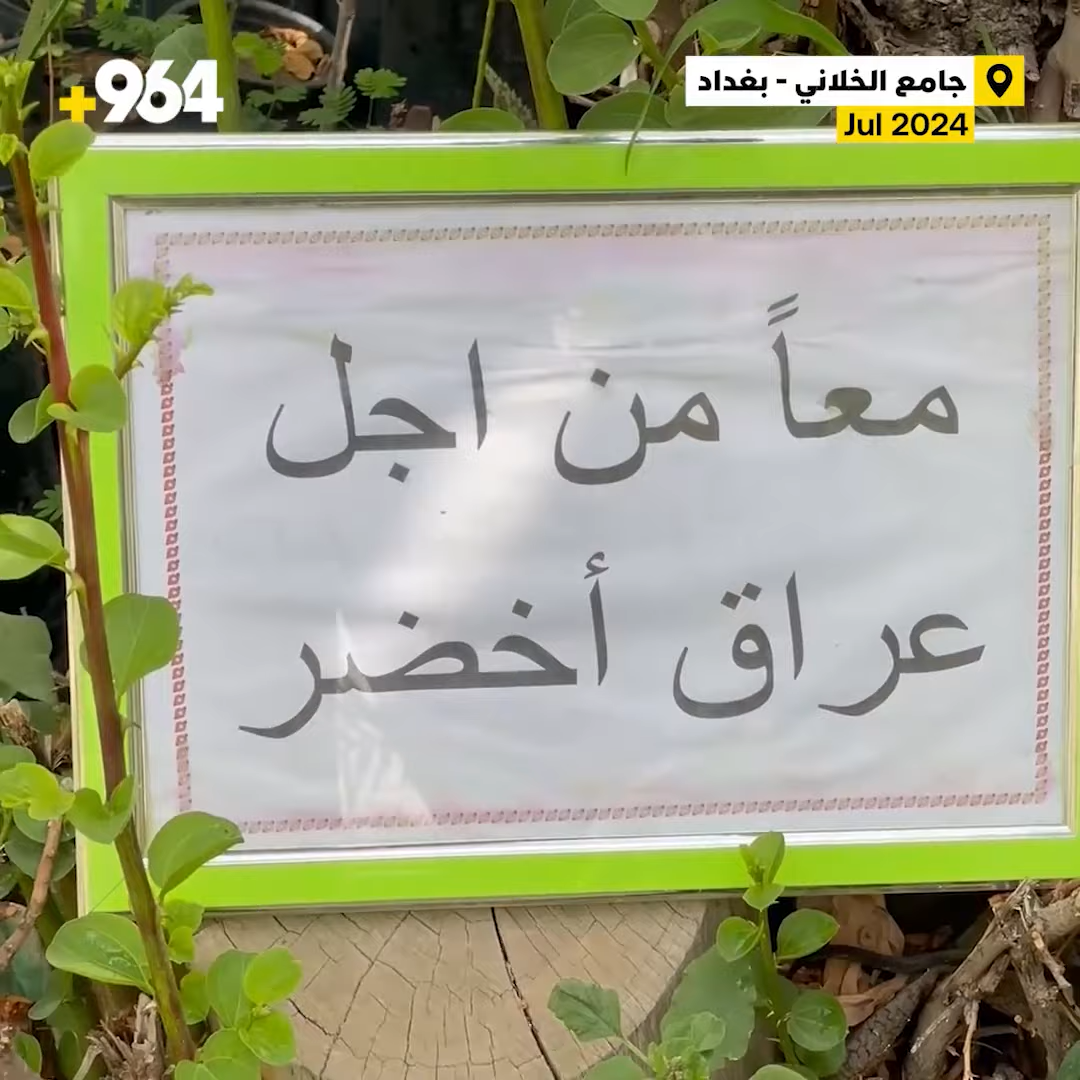 +964
جامع الخلاني - بغداد
Jul 2024
معاً من اجل
عراق أخضر